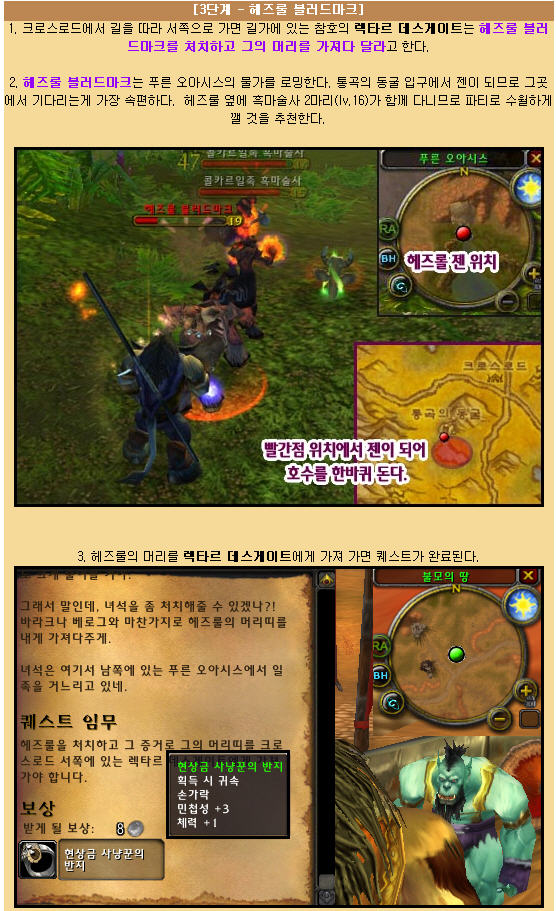 [3단계 - 헤즈룰 블러드마크]
1. 크로스로드에서 길을 따라 서쪽으로 가면 길가에 있는 참호의 렉타르 데스게이트는 헤즈룰 블러
드마크를 처치하고 그의 머리를 가져다 달라고 한다.
2. 헤즈룰 블러드마크는 푸른 오아시스의 물가를 로밍한다. 통곡의 동굴 입구에서 젠이 되므로 그곳
에서 기다리는게 가장 속편하다. 헤즈룰 옆에 흑마술사 2마리(lv.16)가 함께 다니므로 파티로 수월하게
깰 것을 추천한다.
47
콜카르일족 흑마술사
콜카르일족 흑마술사
헤즈룰 블러드마크
19
푸른 오아시스
N
RA
BH
C
헤즈롤 젠 위치
크로스로드
통곡의 동굴
빨간점 위치에서 젠이 되어
호수를 한바퀴 돈다.
3. 헤즈룰의 머리를 렉타르 데스게이트에게 가져 가면 퀘스트가 완료된다.
그래서 말인데, 녀석을 좀 처치해줄 수 있겠나?!
바라크나 베로그와 마찬가지로 헤즈룰의 머리띠를
내게 가져다주게.
녀석은 여기서 남쪽에 있는 푸른 오아시스에서 일
족을 거느리고 있네.
퀘스트 임무
헤즈룰을 처치하고 그 증거로 그의 머리띠를 크로
스로드 서쪽에 있는 렉타르
가야 합니다.
현상금 사냥꾼의 반지
획득 시 귀속
손가락
민첩성 +3
체력 +1
보상
받게 될 보상: 8
현상금 사냥꾼의
반지
불모의 땅
N
RA
BH
C